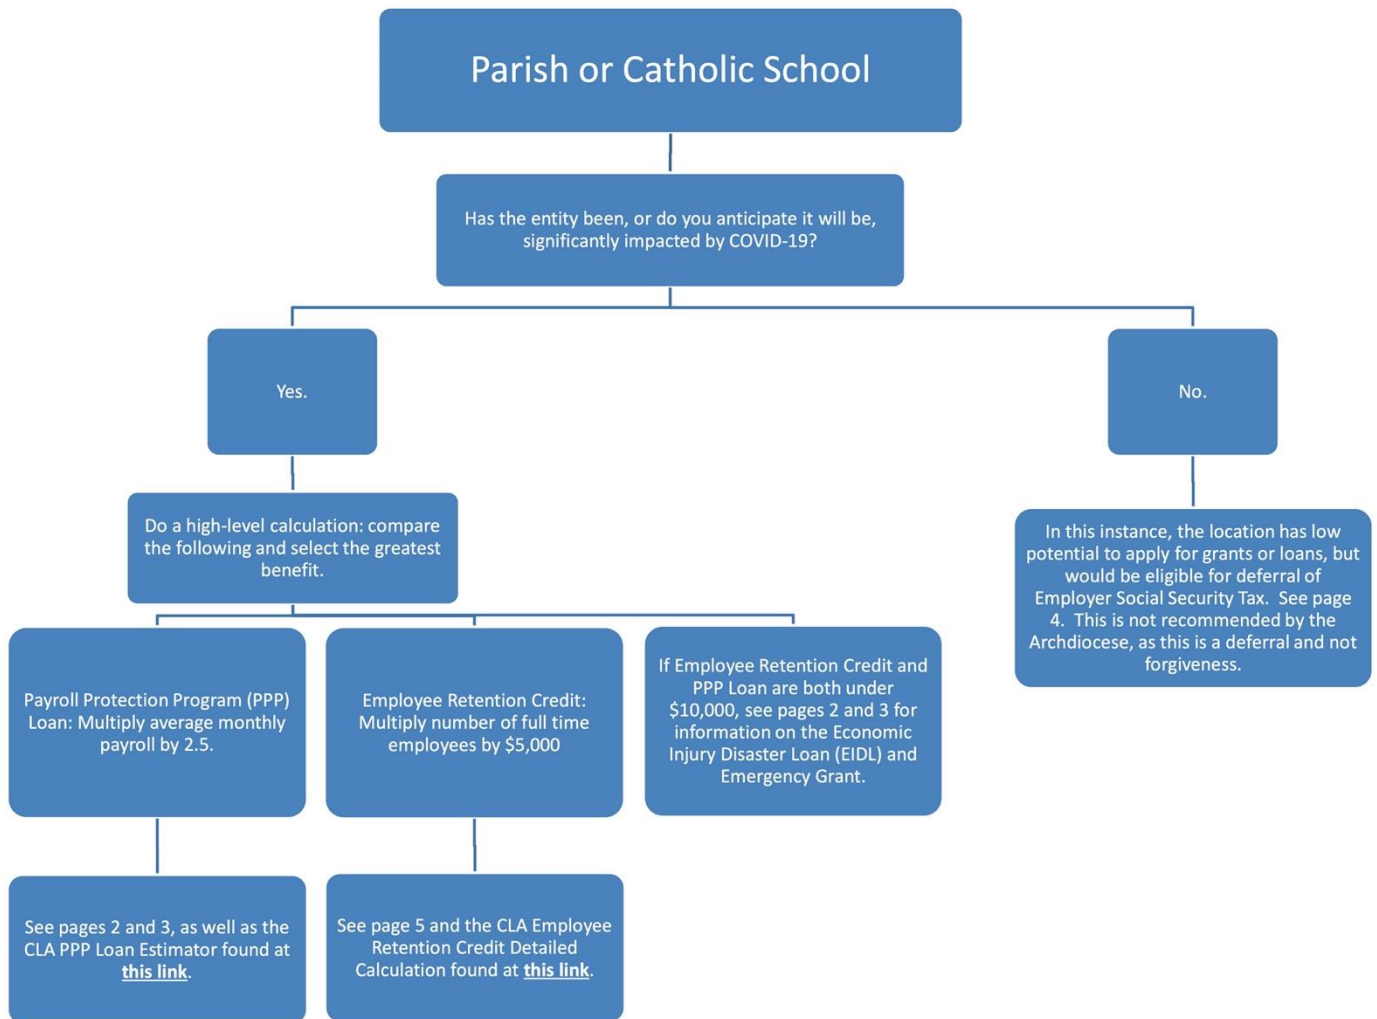 Parish or Catholic School
Has the entity been, or do you anticipate it will be,
significantly impacted by COVID-19?
Yes.
No.
Do a high-level calculation: compare
the following and select the greatest
benefit.
In this instance, the location has low
potential to apply for grants or loans, but
would be eligible for deferral of
Employer Social Security Tax.  See page
4.  This is not recommended by the
Archdiocese, as this is a deferral and not
forgiveness.
Payroll Protection Program (PPP)
Loan: Multiply average monthly
payroll by 2.5.
Employee Retention Credit:
Multiply number of full time
employees by $5,000
If Employee Retention Credit and
PPP Loan are both under
$10,000, see pages 2 and 3 for
information on the Economic
Injury Disaster Loan (EIDL) and
Emergency Grant.
See pages 2 and 3, as well as the
CLA PPP Loan Estimator found at
this link.
See page 5 and the CLA Employee
Retention Credit Detailed
Calculation found at this link.